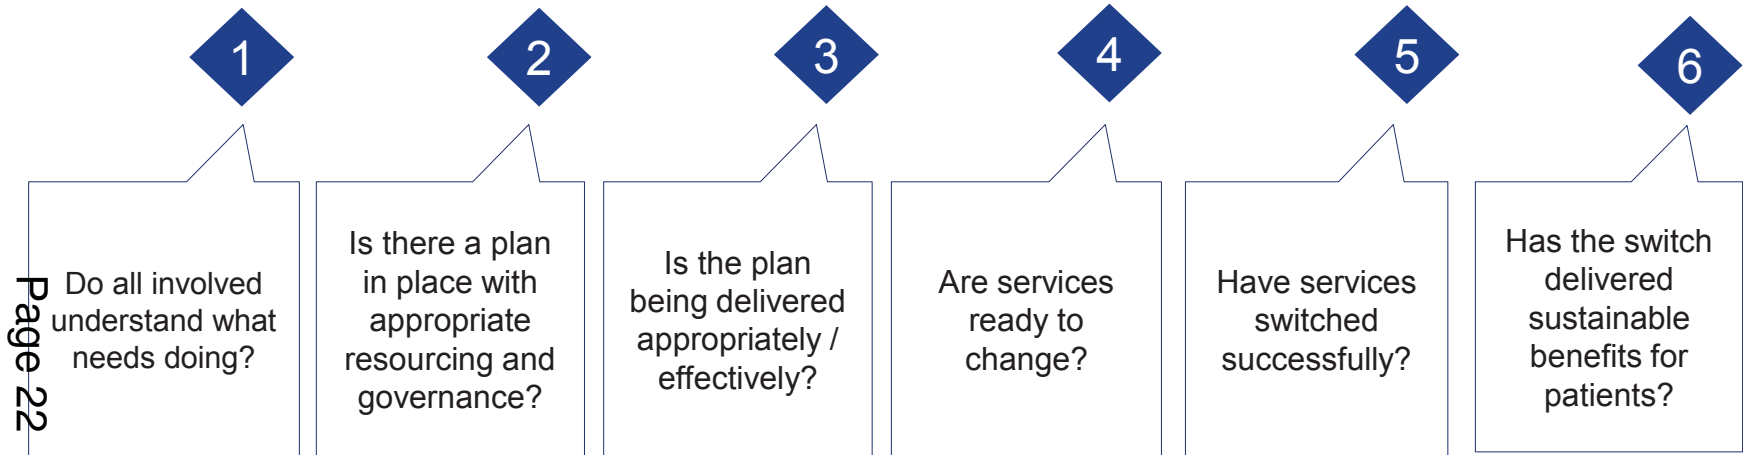 1
Do all involved
understand what
needs doing?
2
Is there a plan
in place with
appropriate
resourcing and
governance?
3
Is the plan
being delivered
appropriately /
effectively?
4
Are services
ready to
change?
5
Have services
switched
successfully?
6
Has the switch
delivered
sustainable
benefits for
patients?
Page 22